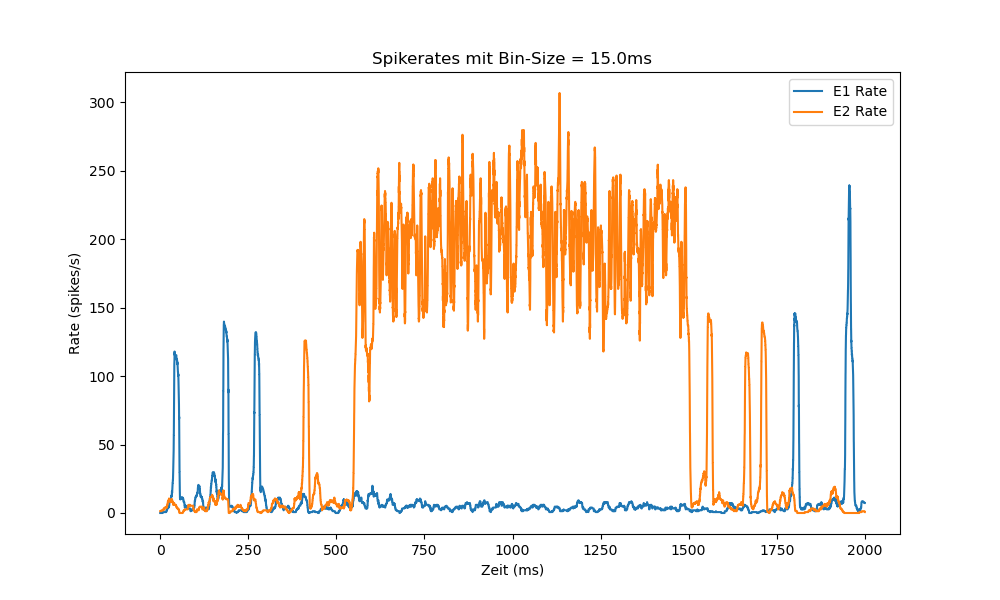 Spikerates mit Bin-Size = 15.0ms
E1 Rate
E2 Rate
Rate (spikes/s)
300
250
200
150
100
50
0
0 250 500 750 1000 1250 1500 1750 2000
Zeit (ms)